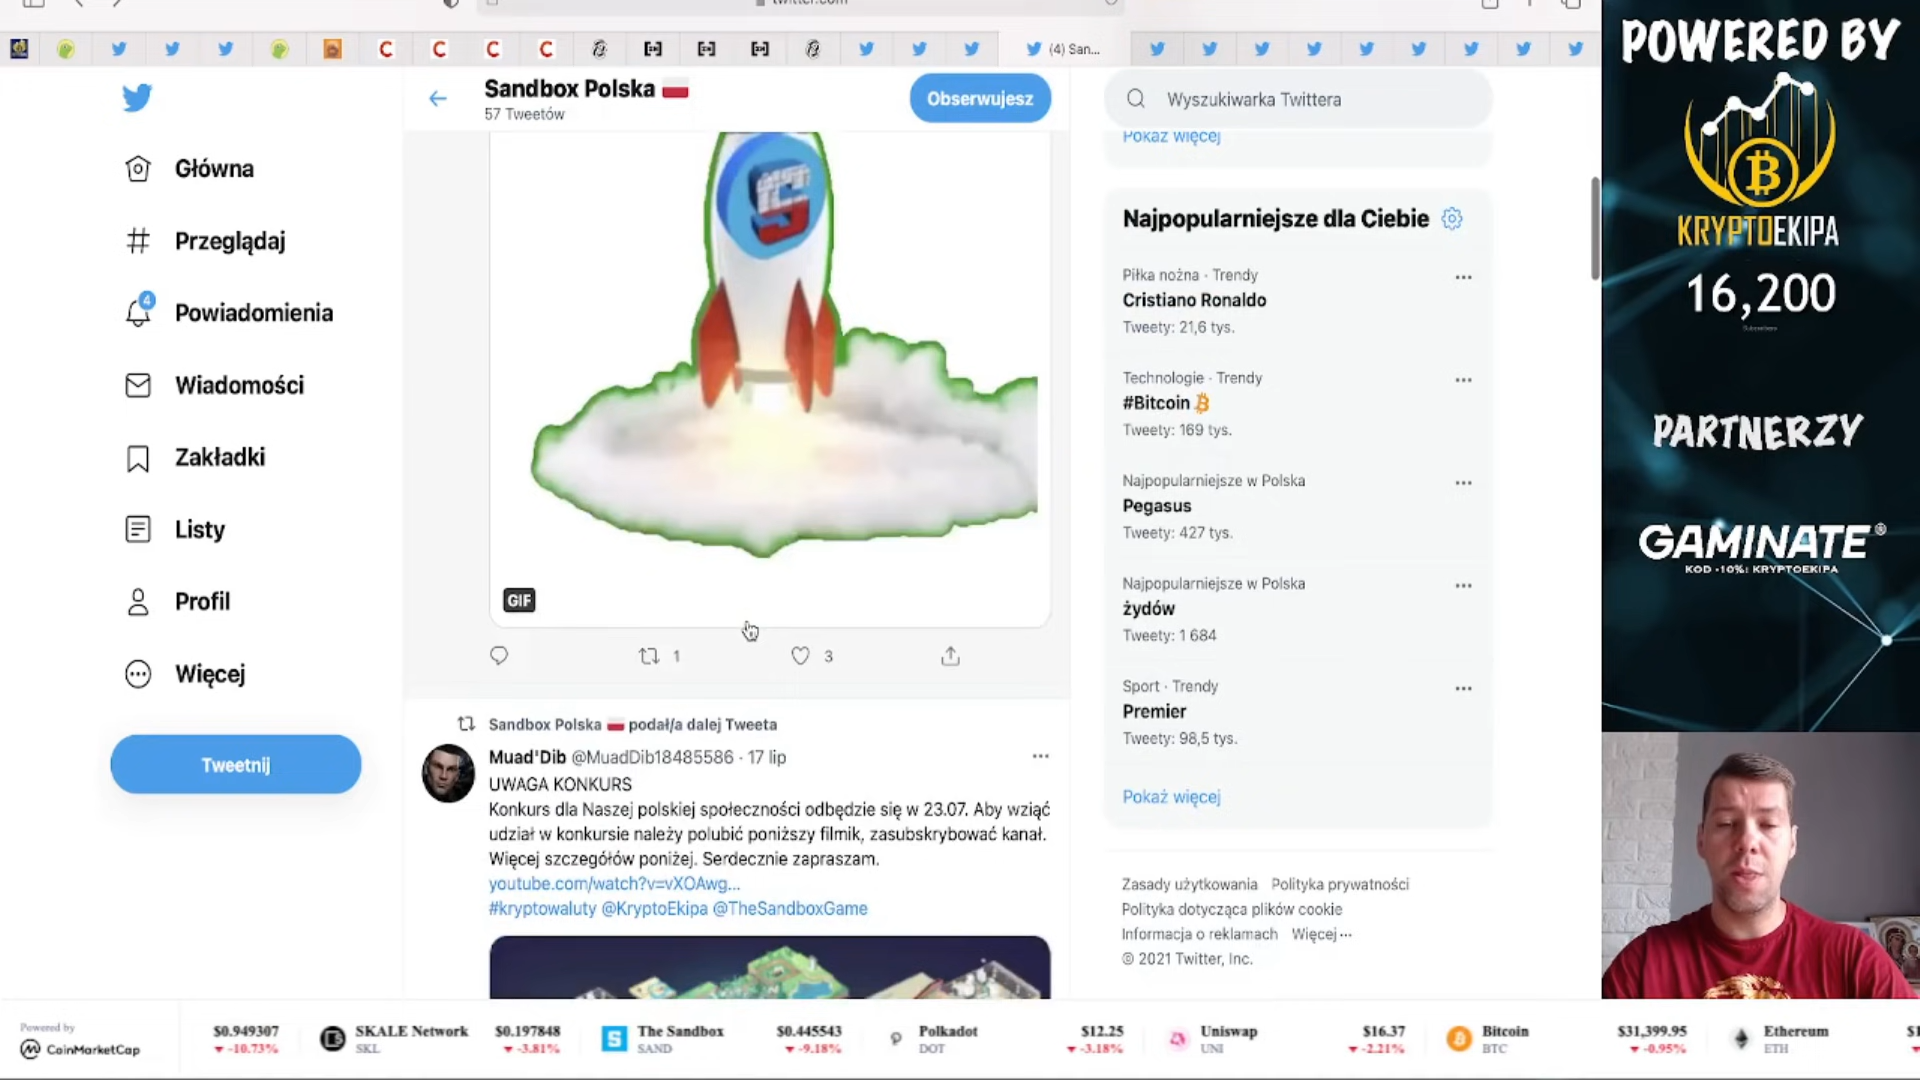 twitter.com
(4) San...
Sandbox Polska
57 Tweetów
Obserwujesz
Wyszukiwarka Twittera
Pokaż więcej
Główna
Przeglądaj
4
Powiadomienia
Wiadomości
Zakładki
Listy
Profil
Więcej
Tweetnij
S
GIF
1
3
Sandbox Polska podał/a dalej Tweeta
Muad'Dib @MuadDib18485586 · 17 lip
UWAGA KONKURS
Konkurs dla Naszej polskiej społeczności odbędzie się w 23.07. Aby wziąć
udział w konkursie należy polubić poniższy filmik, zasubskrybować kanał.
Więcej szczegółów poniżej. Serdecznie zapraszam.
youtube.com/watch?v=vXOAwg...
#kryptowaluty @KryptoEkipa @TheSandboxGame
Najpopularniejsze dla Ciebie
Piłka nożna · Trendy
Cristiano Ronaldo
Tweety: 21,6 tys.
Technologie · Trendy
#Bitcoin
Tweety: 169 tys.
Najpopularniejsze w Polska
Pegasus
Tweety: 427 tys.
Najpopularniejsze w Polska
żydów
Tweety: 1 684
Sport · Trendy
Premier
Tweety: 98,5 tys.
Pokaż więcej
Zasady użytkowania Polityka prywatności
Polityka dotycząca plików cookie
Informacja o reklamach Więcej ···
© 2021 Twitter, Inc.
POWERED BY
KRYPTOEKIPA
16,200
Subscribers
PARTNERZY
GAMINATE®
KOD -10%: KRYPTOEKIPA
Powered by
CoinMarketCap
$0.949307
-10.73%
SKALE Network
SKL
$0.197848
-3.81%
The Sandbox
SAND
$0.445543
-9.18%
Polkadot
DOT
$12.25
-3.18%
Uniswap
UNI
$16.37
-2.21%
Bitcoin
BTC
$31,399.95
-0.95%
Ethereum
ETH